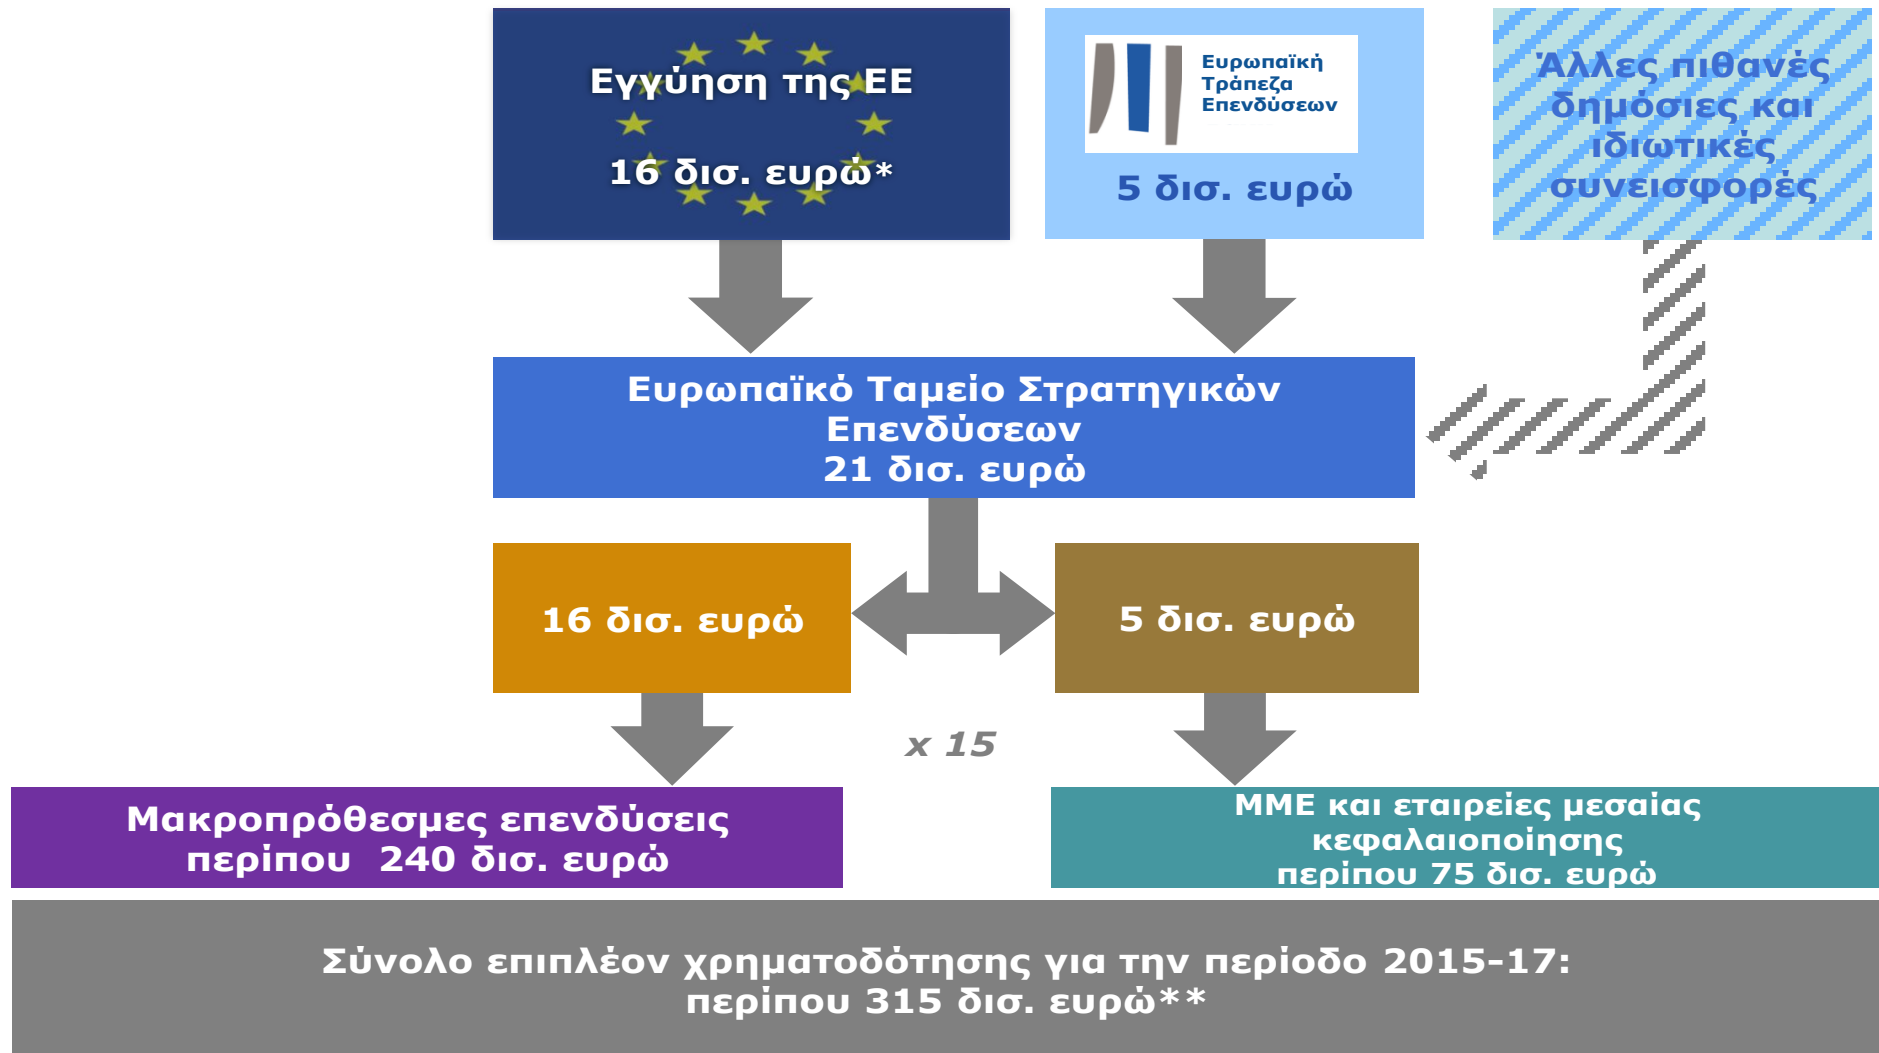 Εγγύηση της ΕΕ
16 δισ. ευρώ*
Ευρωπαϊκή
Τράπεζα
Επενδύσεων
5 δισ. ευρώ
Άλλες πιθανές
δημόσιες και
ιδιωτικές
συνεισφορές
Ευρωπαϊκό Ταμείο Στρατηγικών
Επενδύσεων
21 δισ. ευρώ
16 δισ. ευρώ
5 δισ. ευρώ
x 15
Μακροπρόθεσμες επενδύσεις
περίπου 240 δισ. ευρώ
ΜΜΕ και εταιρείες μεσαίας
κεφαλαιοποίησης
περίπου 75 δισ. ευρώ
Σύνολο επιπλέον χρηματοδότησης για την περίοδο 2015-17:
περίπου 315 δισ. ευρώ**